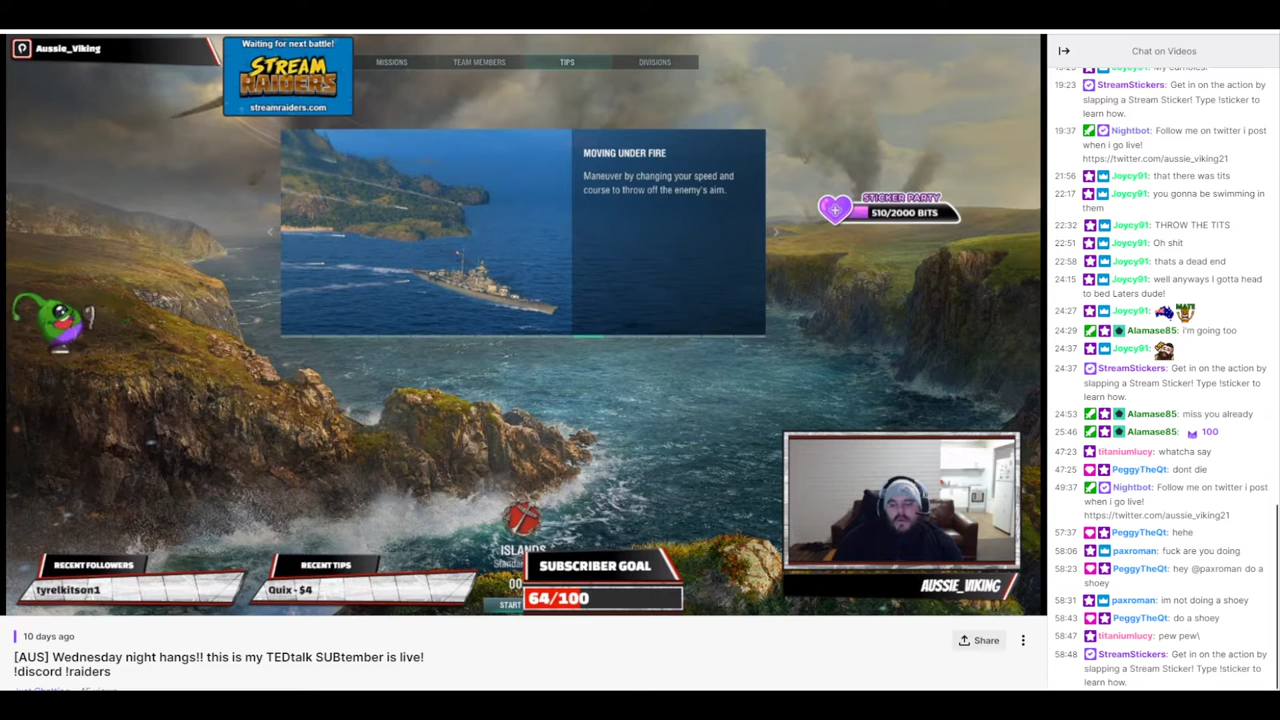 Aussie_Viking
Waiting for next battle!
STREAM
RAIDERS
streamraiders.com
MISSIONS
TEAM MEMBERS
TIPS
DIVISIONS
MOVING UNDER FIRE
Maneuver by changing your speed and
course to throw off the enemy's aim.
STICKER PARTY
510/2000 BITS
ISLANDS
RECENT FOLLOWERS
tyrelkitson1
RECENT TIPS
Quix - $4
START
SUBSCRIBER GOAL
64/100
AUSSIE_VIKING
10 days ago
Share
[AUS] Wednesday night hangs!! this is my TEDtalk SUBtember is live!
!discord !raiders
Chat on Videos
19:23 StreamStickers: Get in on the action by
slapping a Stream Sticker! Type !sticker to
learn how.
19:37 Nightbot: Follow me on twitter i post
when i go live!
https://twitter.com/aussie_viking21
21:56 Joycy91: that there was tits
22:17 Joycy91: you gonna be swimming in
them
22:32 Joycy91: THROW THE TITS
22:51 Joycy91: Oh shit
22:58 Joycy91: thats a dead end
24:15 Joycy91: well anyways I gotta head
to bed Laters dude!
24:27 Joycy91: MATE
24:29 Alamase85: i'm going too
24:37 Joycy91:
24:37 StreamStickers: Get in on the action by
slapping a Stream Sticker! Type !sticker to
learn how.
24:53 Alamase85: miss you already
25:46 Alamase85: 100
47:23 titaniumlucy: whatcha say
47:25 PeggyTheQt: dont die
49:37 Nightbot: Follow me on twitter i post
when i go live!
https://twitter.com/aussie_viking21
57:37 PeggyTheQt: hehe
58:06 paxroman: fuck are you doing
58:23 PeggyTheQt: hey @paxroman do a
shoey
58:31 paxroman: im not doing a shoey
58:43 PeggyTheQt: do a shoey
58:47 titaniumlucy: pew pew\
58:48 StreamStickers: Get in on the action by
slapping a Stream Sticker! Type !sticker to
learn how.